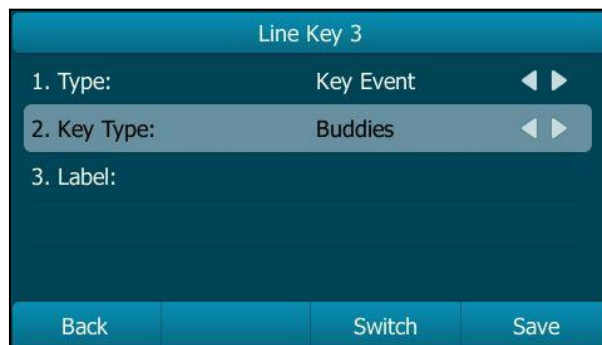 Line Key 3
1. Type: Key Event
2. Key Type: Buddies
3. Label:
Back Switch Save